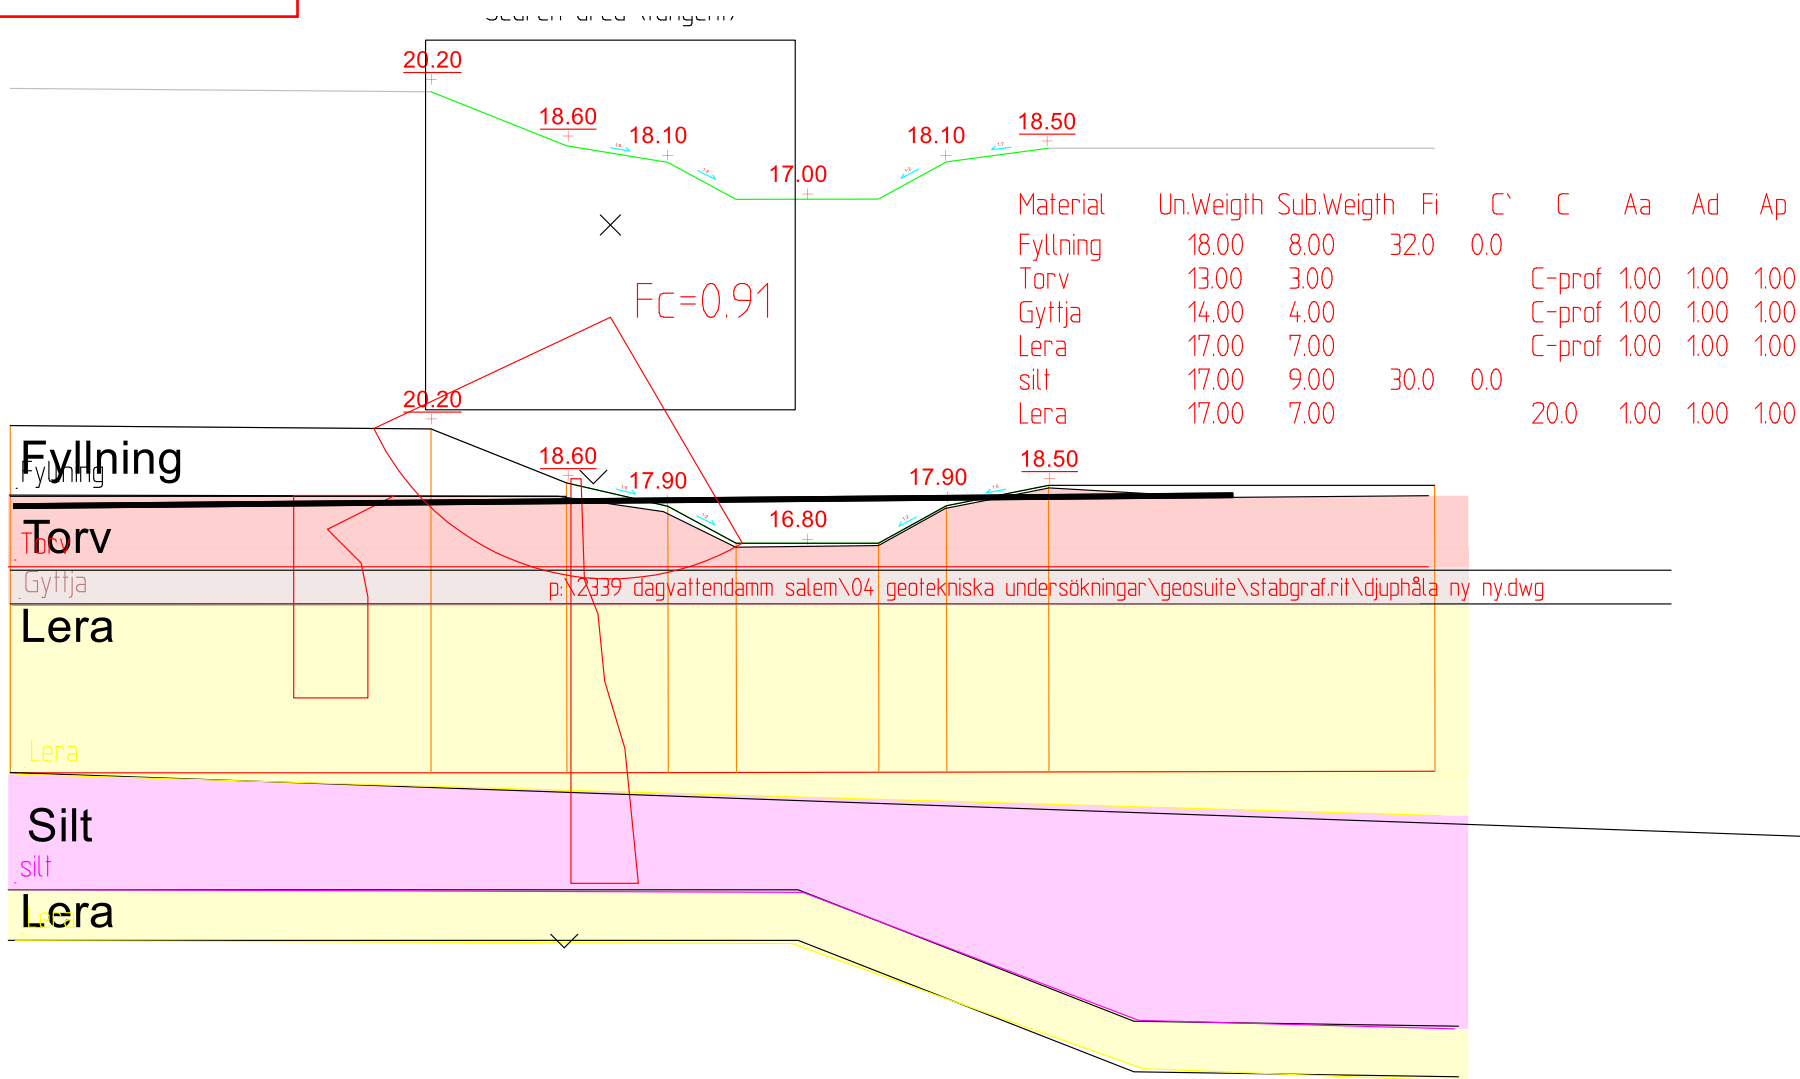 Search area (tangent)
20.20
18.60
18.10
17.00
18.10
18.50
Material Un.Weigth Sub.Weigth Fi C` C Aa Ad Ap
Fyllning 18.00 8.00 32.0 0.0
Torv 13.00 3.00 C-prof 1.00 1.00 1.00
Gyttja 14.00 4.00 C-prof 1.00 1.00 1.00
Lera 17.00 7.00 C-prof 1.00 1.00 1.00
silt 17.00 9.00 30.0 0.0
Lera 17.00 7.00 20.0 1.00 1.00 1.00
Fc=0.91
20.20
18.60
17.90
16.80
17.90
18.50
Fyllning
Fyllning
Torv
Torv
Gyttja
p:\2339 dagvattendamm salem\04 geotekniska undersökningar\geosuite\stabgraf.rit\djuphåla ny ny.dwg
Lera
Lera
Silt
silt
Lera
Lera